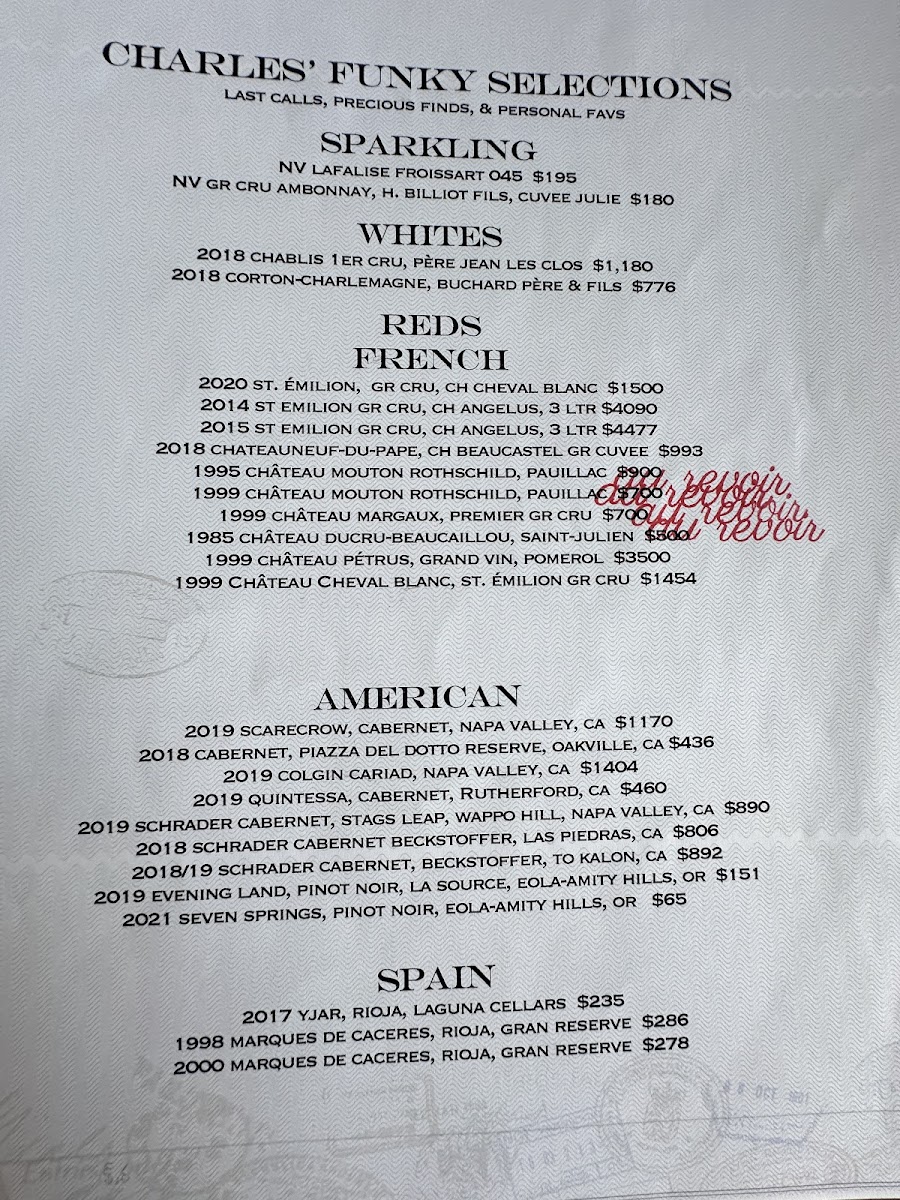 CHARLES' FUNKY SELECTIONS
LAST CALLS, PRECIOUS FINDS, & PERSONAL FAVS
SPARKLING
NV LAFALISE FROISSART 045 $195
NV GR CRU AMBONNAY, H. BILLIOT FILS, CUVEE JULIE $180
WHITES
2018 CHABLIS 1ER CRU, PÈRE JEAN LES CLOS $1,180
2018 CORTON-CHARLEMAGNE, BUCHARD PÈRE & FILS $776
REDS
FRENCH
2020 ST. ÉMILION, GR CRU, CH CHEVAL BLANC $1500
2014 ST EMILION GR CRU, CH ANGELUS, 3 LTR $4090
2015 ST EMILION GR CRU, CH ANGELUS, 3 LTR $4477
2018 CHATEAUNEUF-DU-PAPE, CH BEAUCASTEL GR CUVEE $993
1995 CHÂTEAU MOUTON ROTHSCHILD, PAUILLAC $900 au revoir
1999 CHÂTEAU MOUTON ROTHSCHILD, PAUILLAC $700 au revoir
1999 CHÂTEAU MARGAUX, PREMIER GR CRU $700 au revoir
1985 CHÂTEAU DUCRU-BEAUCAILLOU, SAINT-JULIEN $500 au revoir
1999 CHÂTEAU PÉTRUS, GRAND VIN, POMEROL $3500
1999 CHÂTEAU CHEVAL BLANC, ST. ÉMILION GR CRU $1454
AMERICAN
2019 SCARECROW, CABERNET, NAPA VALLEY, CA $1170
2018 CABERNET, PIAZZA DEL DOTTO RESERVE, OAKVILLE, CA $436
2019 COLGIN CARIAD, NAPA VALLEY, CA $1404
2019 QUINTESSA, CABERNET, RUTHERFORD, CA $460
2019 SCHRADER CABERNET, STAGS LEAP, WAPPO HILL, NAPA VALLEY, CA $890
2018 SCHRADER CABERNET BECKSTOFFER, LAS PIEDRAS, CA $806
2018/19 SCHRADER CABERNET, BECKSTOFFER, TO KALON, CA $892
2019 EVENING LAND, PINOT NOIR, LA SOURCE, EOLA-AMITY HILLS, OR $151
2021 SEVEN SPRINGS, PINOT NOIR, EOLA-AMITY HILLS, OR $65
SPAIN
2017 YJAR, RIOJA, LAGUNA CELLARS $235
1998 MARQUES DE CACERES, RIOJA, GRAN RESERVE $286
2000 MARQUES DE CACERES, RIOJA, GRAN RESERVE $278